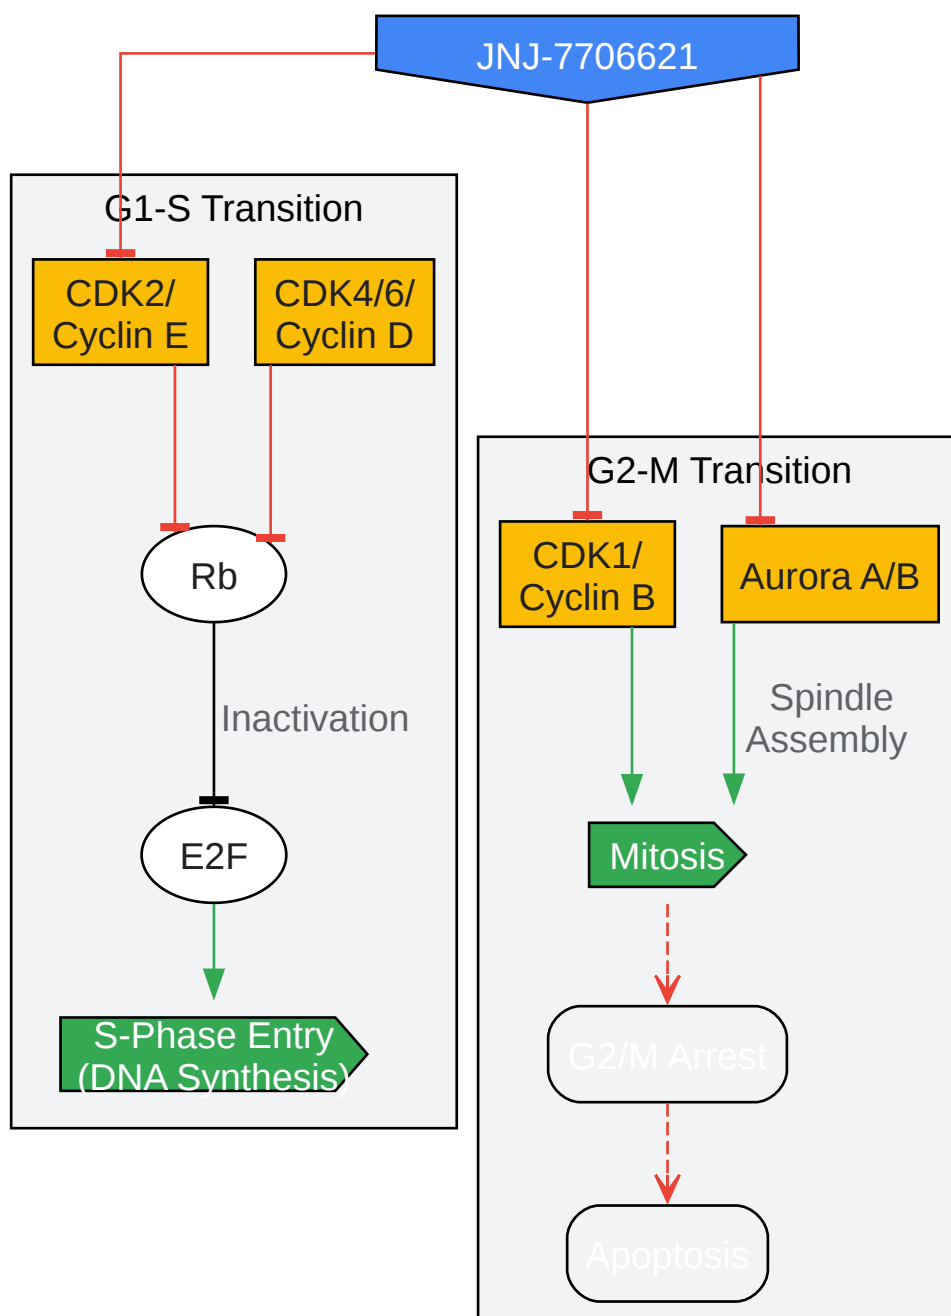 JNJ-7706621
G1-S Transition
CDK2/
Cyclin E
CDK4/6/
Cyclin D
Rb
Inactivation
E2F
S-Phase Entry
(DNA Synthesis)
G2-M Transition
CDK1/
Cyclin B
Aurora A/B
Spindle
Assembly
Mitosis
G2/M Arrest
Apoptosis